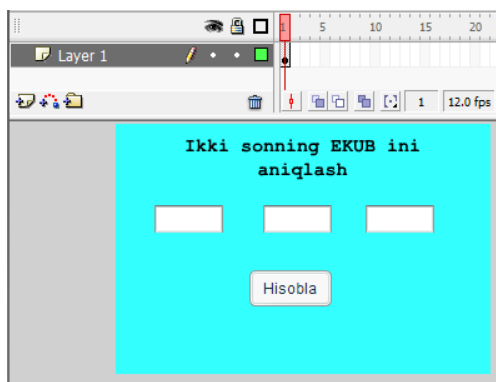 1 5 10 15 20
Layer 1
1 12.0 fps
Ikki sonning EKUB ini
aniqlash
Hisobla